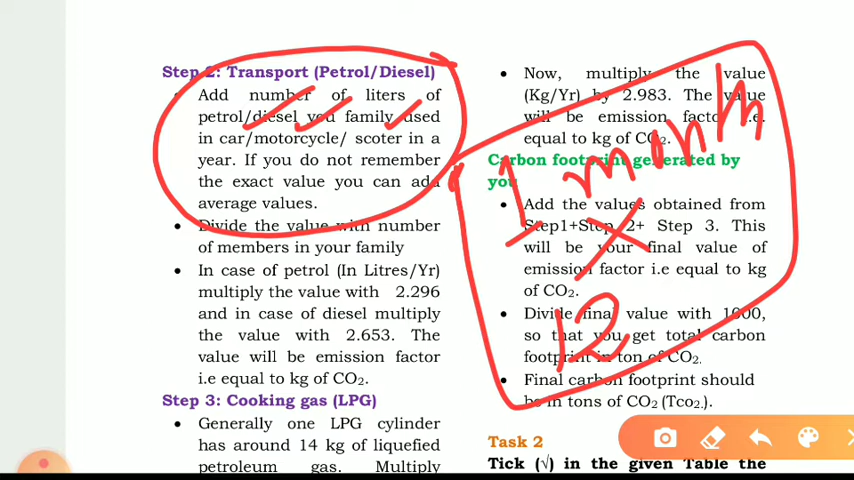 Step 2: Transport (Petrol/Diesel)
Add number of liters of
petrol/diesel you family used
in car/motorcycle/ scoter in a
year. If you do not remember
the exact value you can add
average values.
Divide the value with number
of members in your family
In case of petrol (In Litres/Yr)
multiply the value with 2.296
and in case of diesel multiply
the value with 2.653. The
value will be emission factor
i.e equal to kg of CO₂.
Step 3: Cooking gas (LPG)
Generally one LPG cylinder
has around 14 kg of liquefied
petroleum gas. Multiply
Now, multiply the value
(Kg/Yr) by 2.983. The value
will be emission factor i.e.
equal to kg of CO₂.
Carbon footprint generated by
you
Add the values obtained from
Step1+Step 2+ Step 3. This
will be your final value of
emission factor i.e equal to kg
of CO₂.
Divide final value with 1000,
so that you get total carbon
footprint in ton of CO₂.
Final carbon footprint should
be in tons of CO₂ (Tco₂.).
Task 2
Tick (√) in the given Table the
1 month
×
12